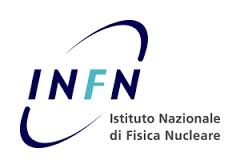 INFN
Istituto Nazionale
di Fisica Nucleare